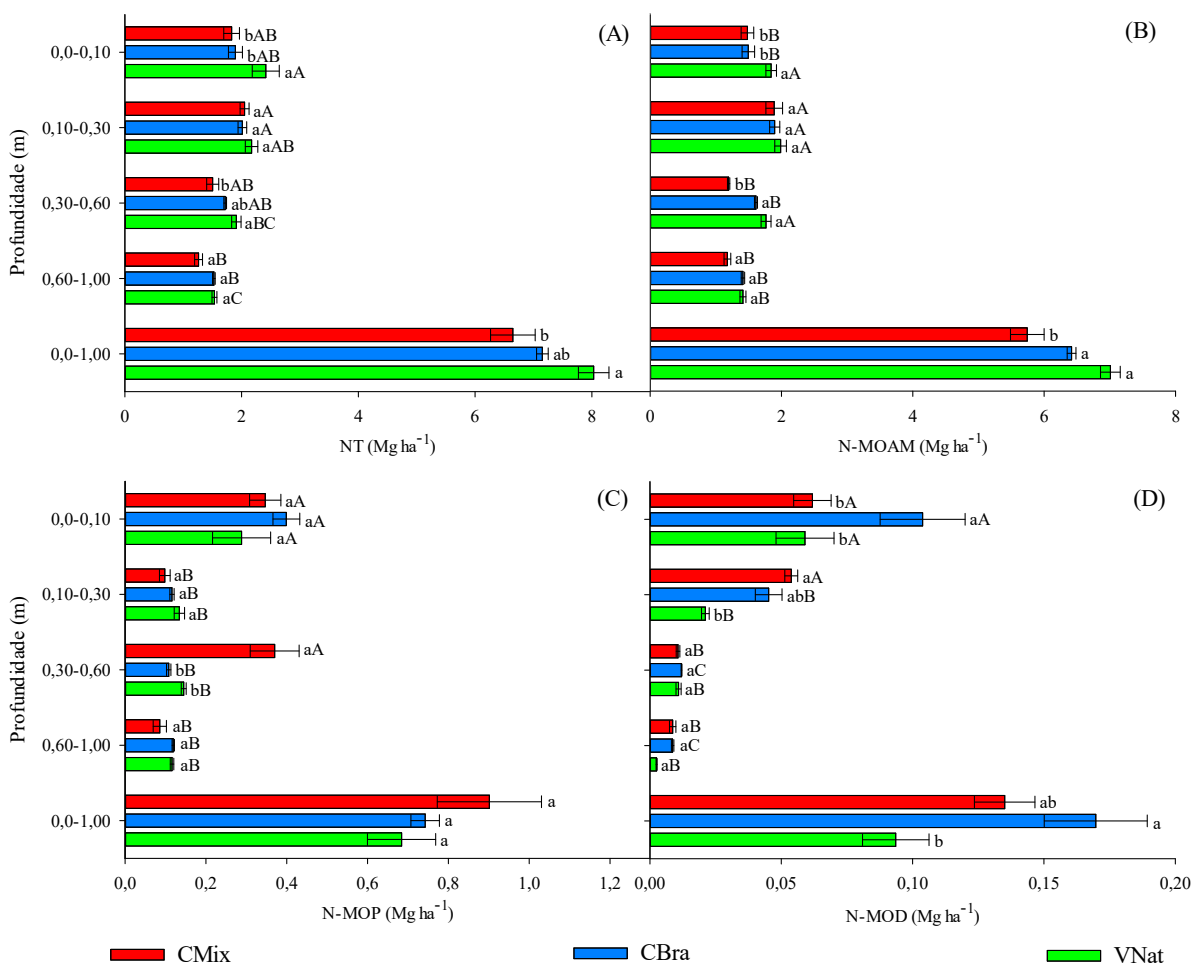 (A)
Profundidade (m)
0,0-0,10
bAB
bAB
aA
0,10-0,30
aA
aA
aAB
0,30-0,60
bAB
abAB
aBC
0,60-1,00
aB
aB
aC
0,0-1,00
b
ab
a
0 2 4 6 8
NT (Mg ha⁻¹)
(B)
bB
bB
aA
aA
aA
aA
bB
aB
aA
aB
aB
aB
b
a
a
0 2 4 6 8
N-MOAM (Mg ha⁻¹)
(C)
Profundidade (m)
0,0-0,10
aA
aA
aA
0,10-0,30
aB
aB
aB
0,30-0,60
aA
bB
bB
0,60-1,00
aB
aB
aB
0,0-1,00
a
a
a
0,0 0,2 0,4 0,6 0,8 1,0 1,2
N-MOP (Mg ha⁻¹)
(D)
bA
aA
bA
aA
abB
bB
aB
aC
aB
aB
aC
aB
ab
a
b
0,00 0,05 0,10 0,15 0,20
N-MOD (Mg ha⁻¹)
CMix CBra VNat